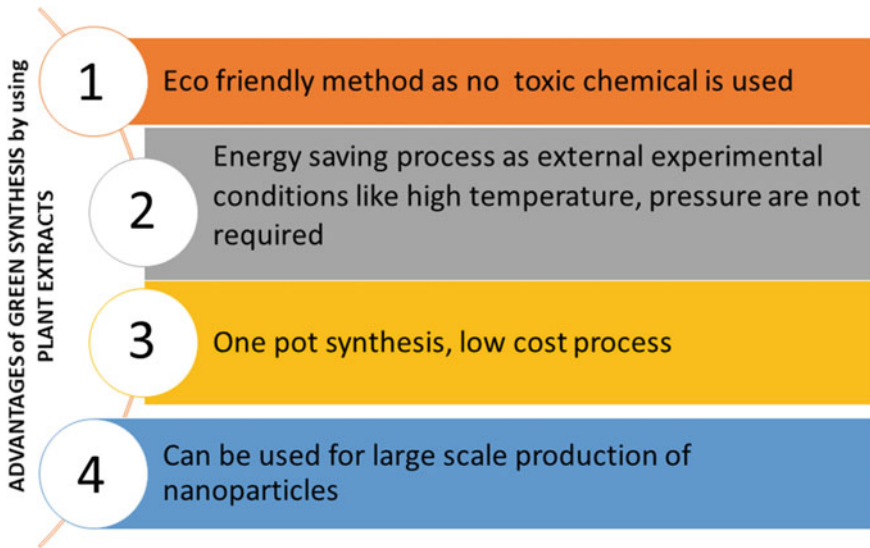 ADVANTAGES of GREEN SYNTHESIS by using
PLANT EXTRACTS
1
Eco friendly method as no toxic chemical is used
2
Energy saving process as external experimental
conditions like high temperature, pressure are not
required
3
One pot synthesis, low cost process
4
Can be used for large scale production of
nanoparticles